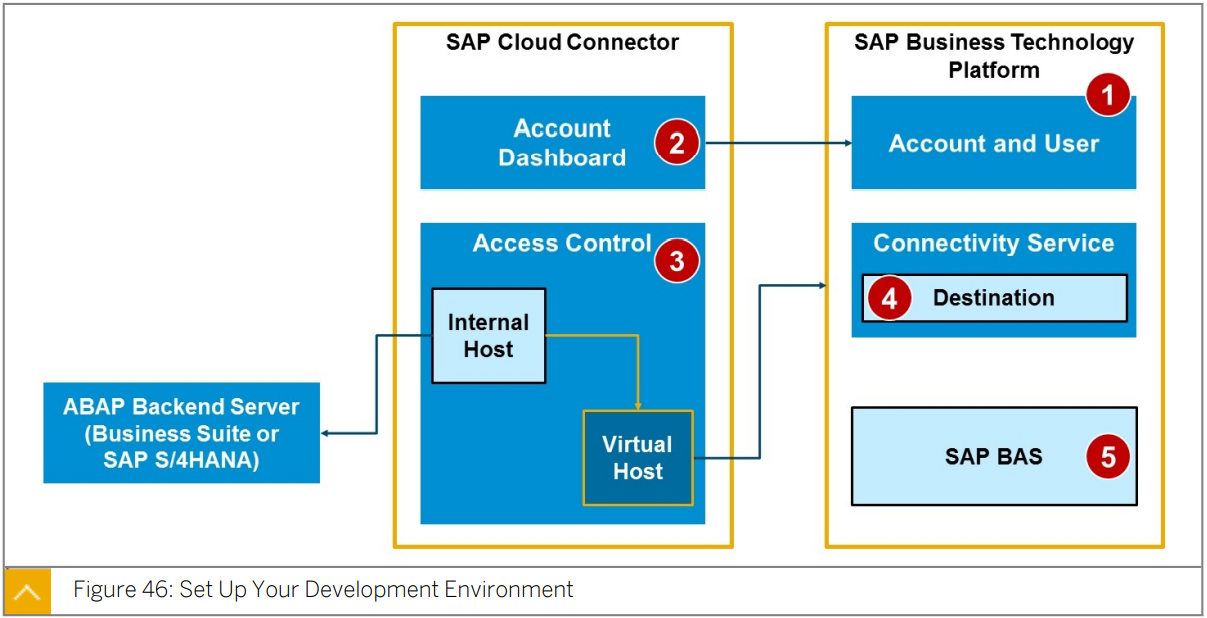 SAP Cloud Connector
Account
Dashboard
2
Access Control
3
Internal
Host
Virtual
Host
ABAP Backend Server
(Business Suite or
SAP S/4HANA)
SAP Business Technology
Platform
1
Account and User
Connectivity Service
4
Destination
SAP BAS
5
Figure 46: Set Up Your Development Environment